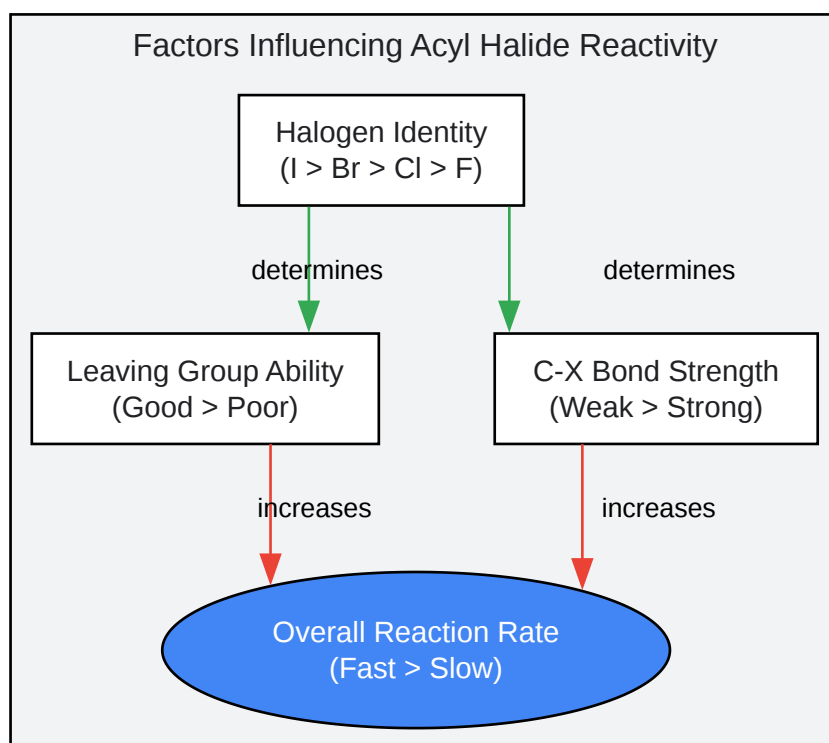 Factors Influencing Acyl Halide Reactivity
Halogen Identity
(I > Br > Cl > F)
determines
determines
Leaving Group Ability
(Good > Poor)
C-X Bond Strength
(Weak > Strong)
increases
increases
Overall Reaction Rate
(Fast > Slow)